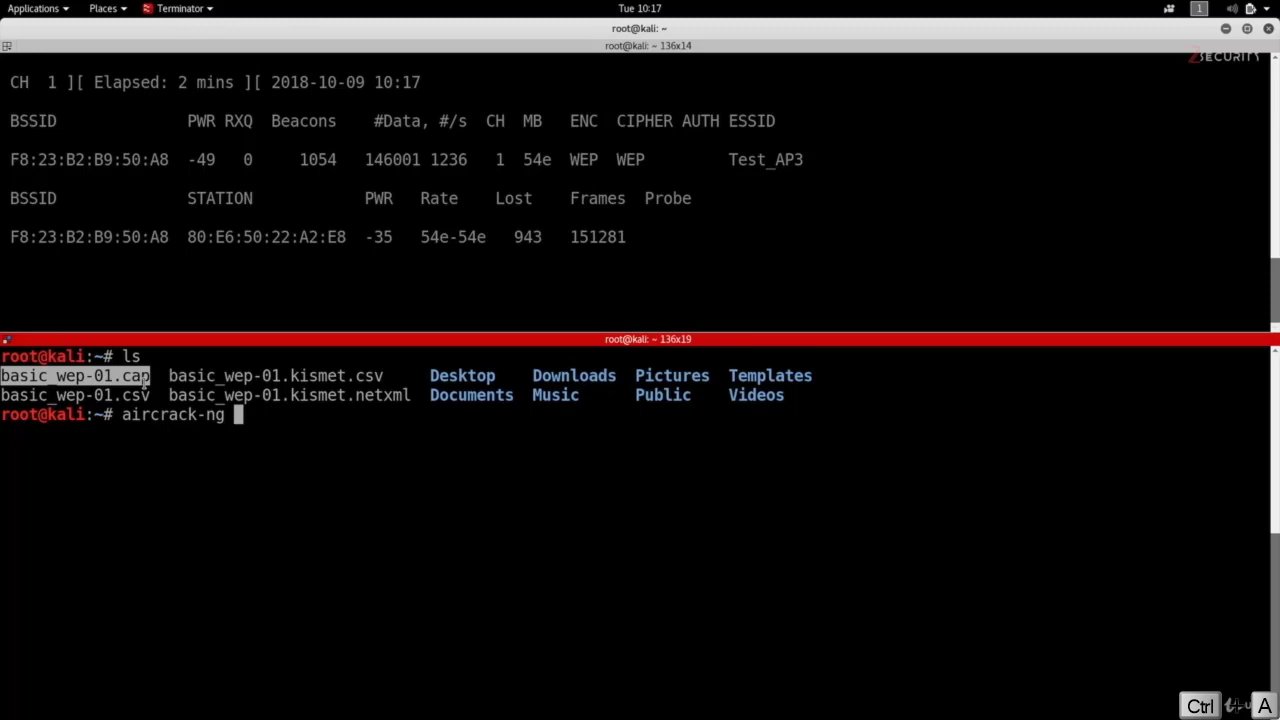 Applications Places Terminator Tue 10:17 1
root@kali: ~
root@kali: ~ 136x14
ZSECURITY
CH 1 ][ Elapsed: 2 mins ][ 2018-10-09 10:17
BSSID PWR RXQ Beacons #Data, #/s CH MB ENC CIPHER AUTH ESSID
F8:23:B2:B9:50:A8 -49 0 1054 146001 1236 1 54e WEP WEP Test_AP3
BSSID STATION PWR Rate Lost Frames Probe
F8:23:B2:B9:50:A8 80:E6:50:22:A2:E8 -35 54e-54e 943 151281
root@kali: ~ 136x19
root@kali:~# ls
basic_wep-01.cap basic_wep-01.kismet.csv Desktop Downloads Pictures Templates
basic_wep-01.csv basic_wep-01.kismet.netxml Documents Music Public Videos
root@kali:~# aircrack-ng
Ctrl + A